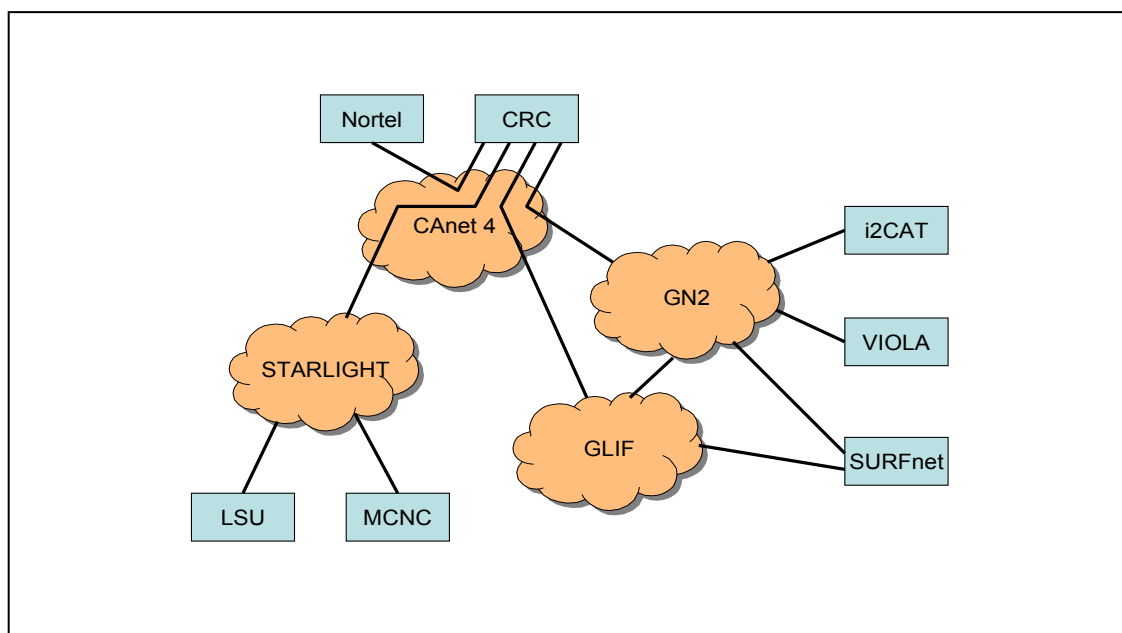 Nortel
CRC
CAnet 4
i2CAT
GN2
VIOLA
STARLIGHT
GLIF
SURFnet
LSU
MCNC